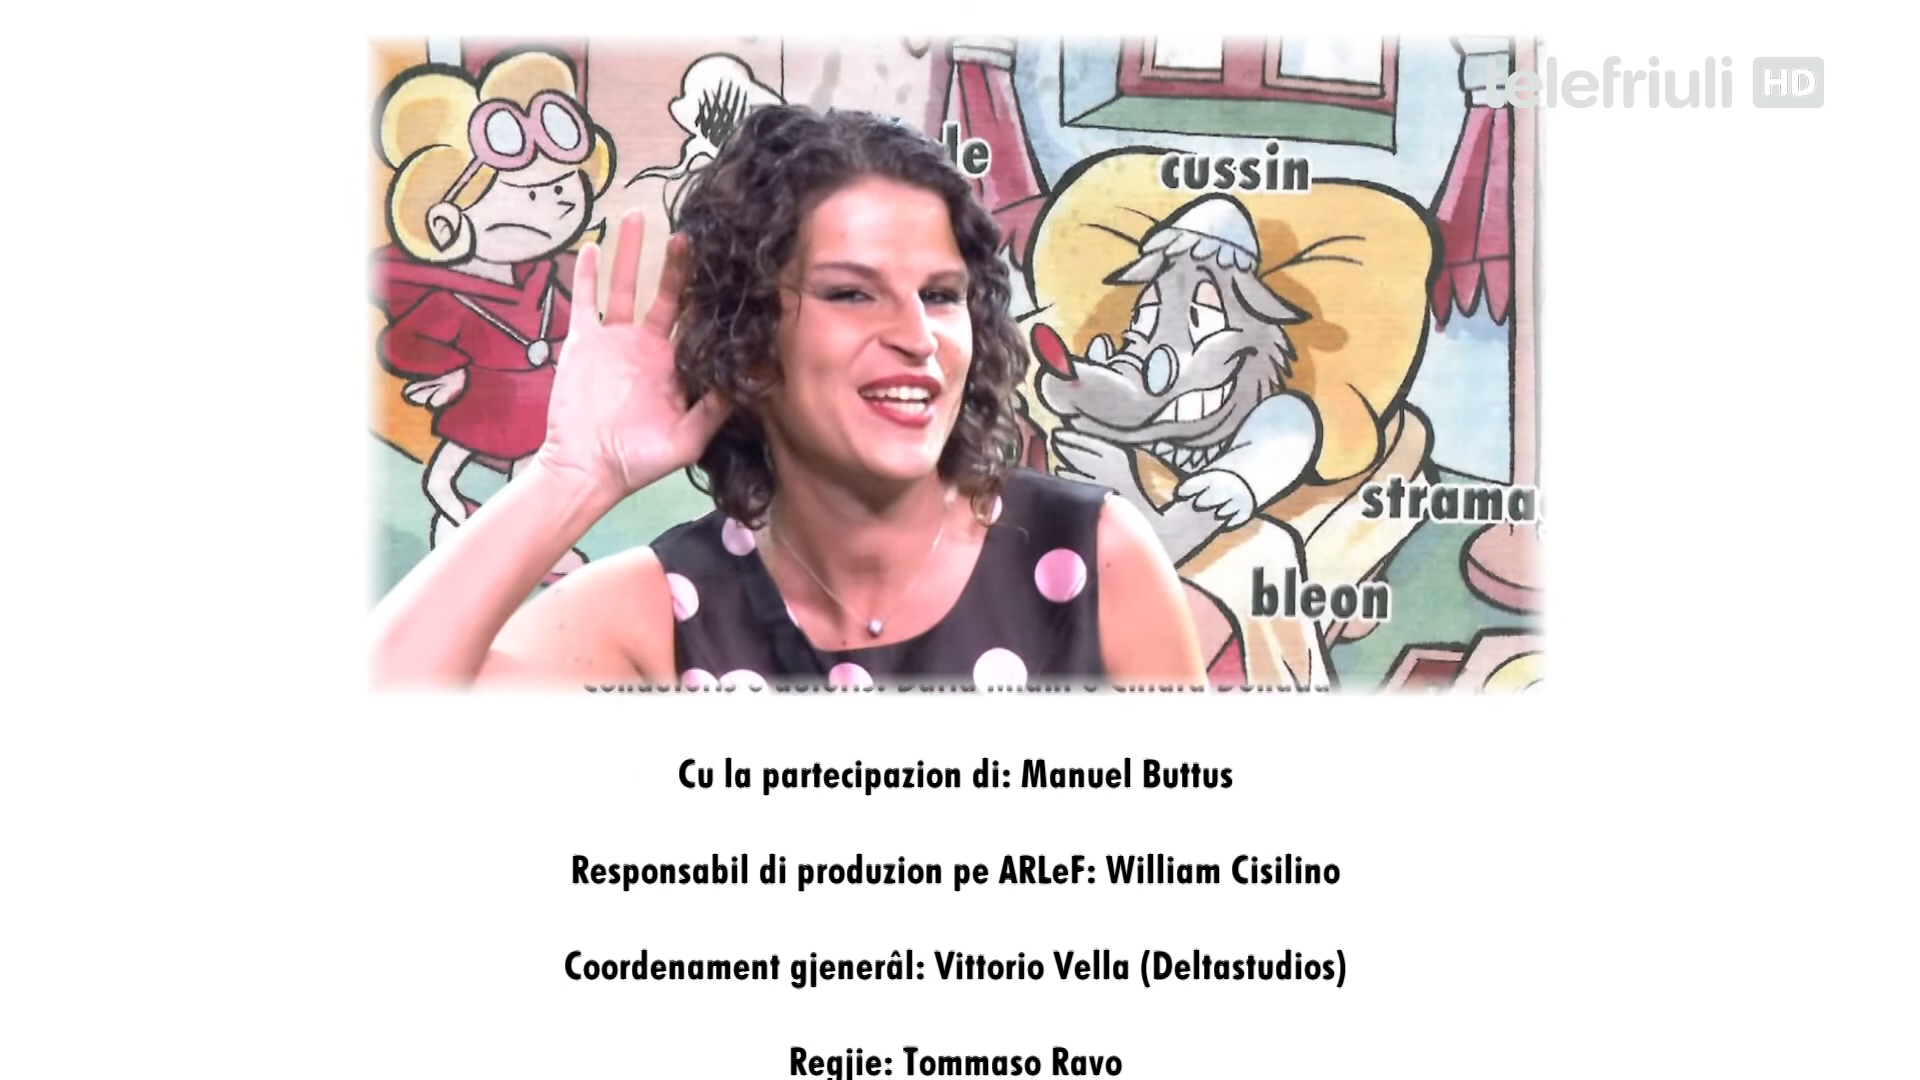 telefriuli HD
cussin
bleon
Cu la partecipazion di: Manuel Buttus
Responsabil di produzion pe ARLeF: William Cisilino
Coordenament gjenerâl: Vittorio Vella (Deltastudios)
Regjie: Tommaso Ravo